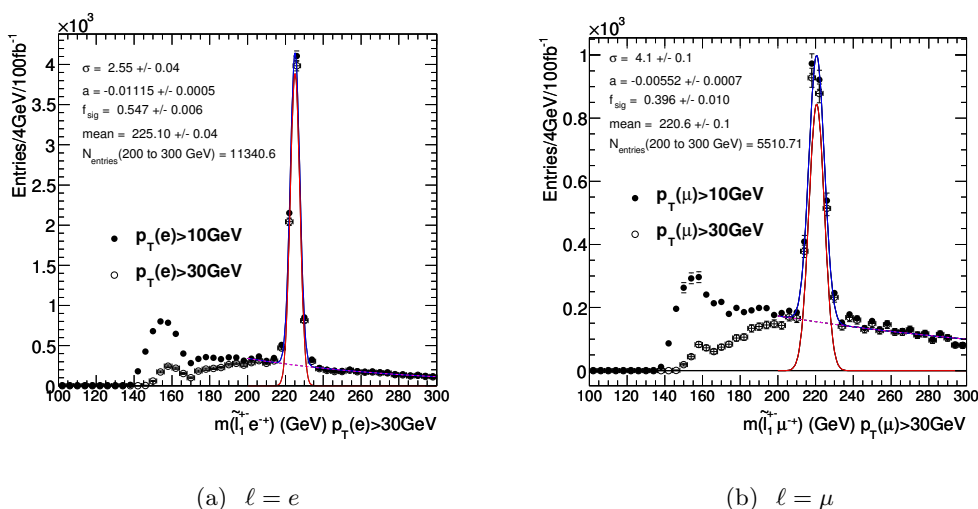 ×10³
Entries/4GeV/100fb⁻¹
4
3.5
3
2.5
2
1.5
1
0.5
0
σ = 2.55 +/- 0.04
a = -0.01115 +/- 0.0005
f_sig = 0.547 +/- 0.006
mean = 225.10 +/- 0.04
N_entries(200 to 300 GeV) = 11340.6
p_T(e)>10GeV
p_T(e)>30GeV
100 120 140 160 180 200 220 240 260 280 300
m(l̃₁⁺⁻ e⁻⁺) (GeV) p_T(e)>30GeV
(a) ℓ = e
×10³
Entries/4GeV/100fb⁻¹
1
0.8
0.6
0.4
0.2
0
σ = 4.1 +/- 0.1
a = -0.00552 +/- 0.0007
f_sig = 0.396 +/- 0.010
mean = 220.6 +/- 0.1
N_entries(200 to 300 GeV) = 5510.71
p_T(μ)>10GeV
p_T(μ)>30GeV
100 120 140 160 180 200 220 240 260 280 300
m(l̃₁⁺⁻ μ⁻⁺) (GeV) p_T(μ)>30GeV
(b) ℓ = μ